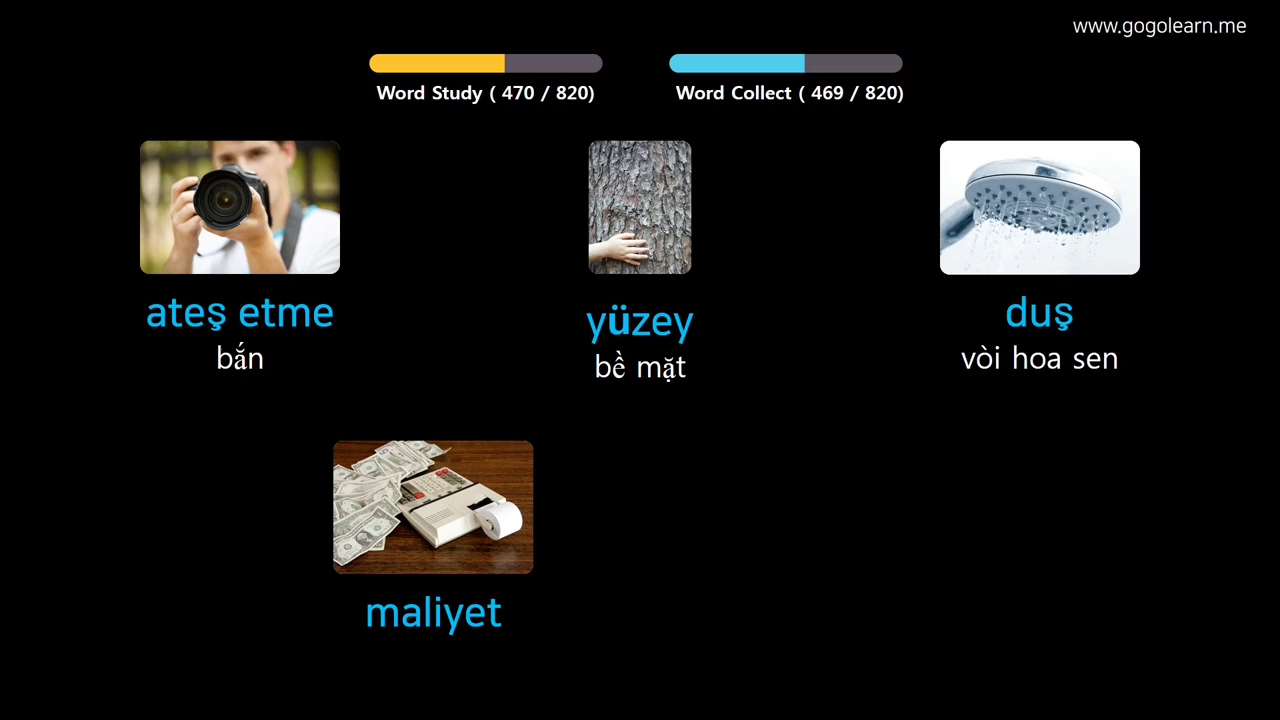 www.gogolearn.me
Word Study ( 470 / 820)
Word Collect ( 469 / 820)
ateş etme
bắn
yüzey
bề mặt
duş
vòi hoa sen
maliyet